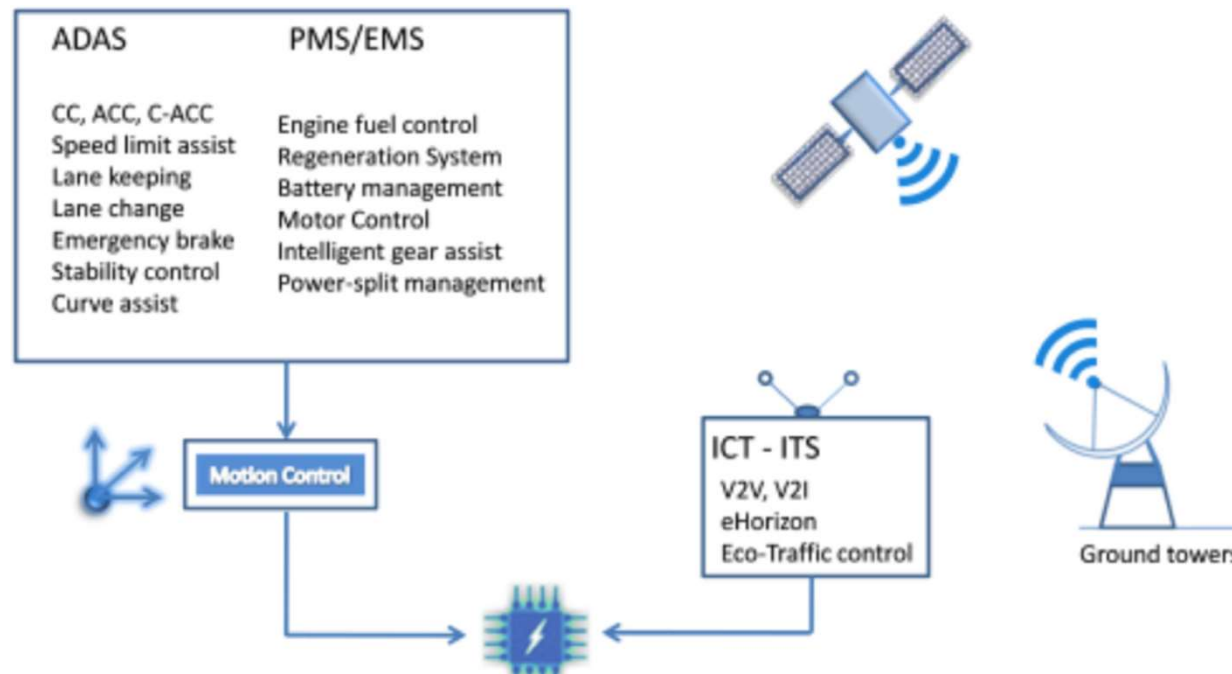 ADAS
CC, ACC, C-ACC
Speed limit assist
Lane keeping
Lane change
Emergency brake
Stability control
Curve assist
PMS/EMS
Engine fuel control
Regeneration System
Battery management
Motor Control
Intelligent gear assist
Power-split management
Motion Control
ICT - ITS
V2V, V2I
eHorizon
Eco-Traffic control
Ground towers